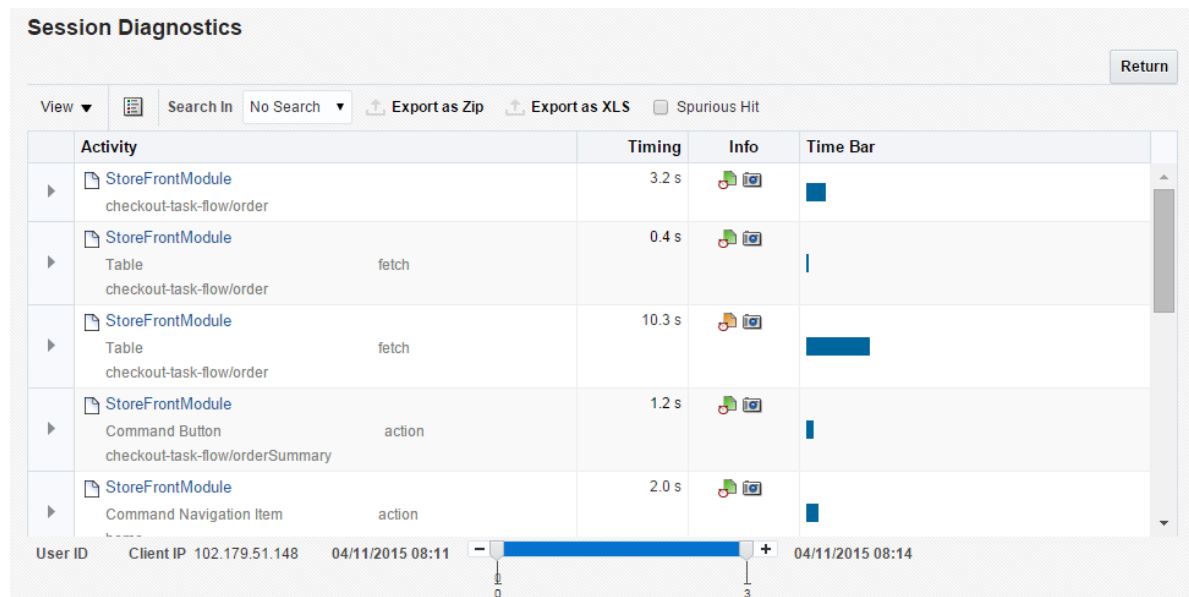 Session Diagnostics
Return
View Search In No Search Export as Zip Export as XLS Spurious Hit
Activity Timing Info Time Bar
StoreFrontModule 3.2 s
checkout-task-flow/order
StoreFrontModule 0.4 s
Table fetch
checkout-task-flow/order
StoreFrontModule 10.3 s
Table fetch
checkout-task-flow/order
StoreFrontModule 1.2 s
Command Button action
checkout-task-flow/orderSummary
StoreFrontModule 2.0 s
Command Navigation Item action
User ID Client IP 102.179.51.148 04/11/2015 08:11 04/11/2015 08:14
0
0 3